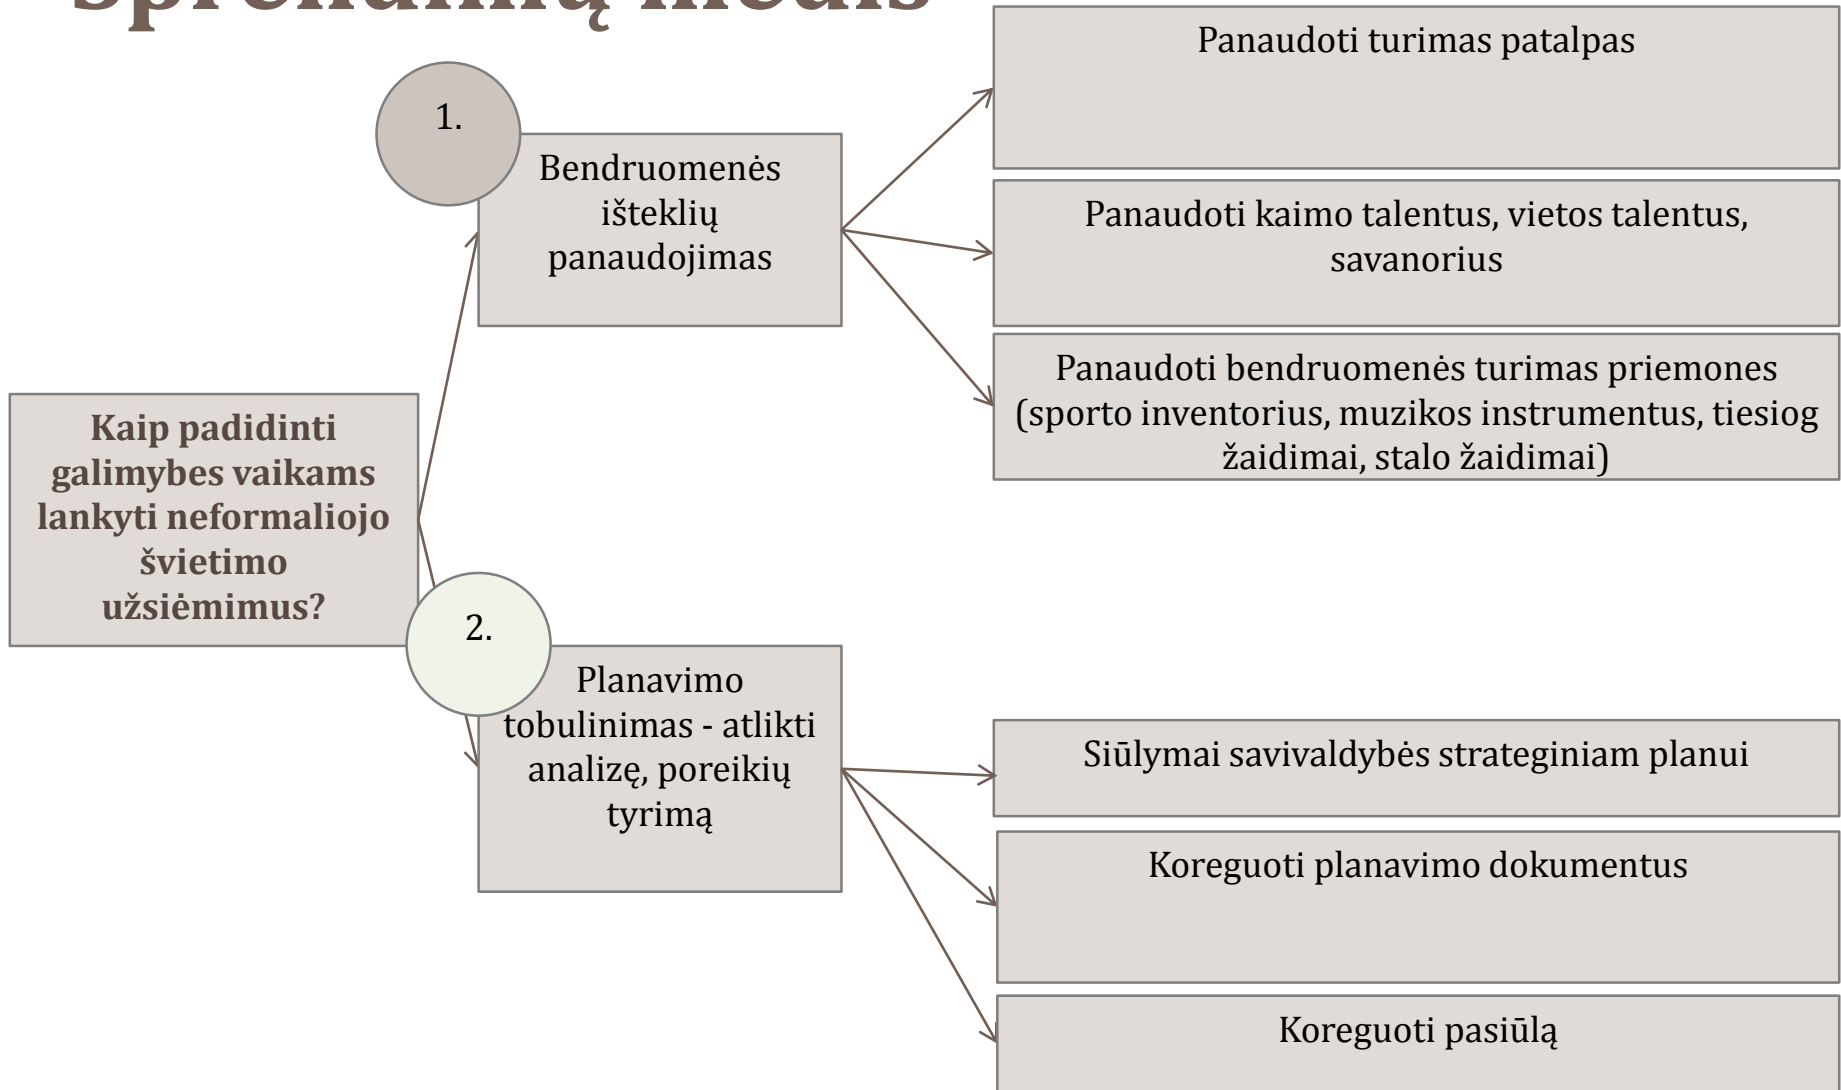 Sprendimų medis
Kaip padidinti
galimybes vaikams
lankyti neformaliojo
švietimo
užsiėmimus?
1.
Bendruomenės
išteklių
panaudojimas
Panaudoti turimas patalpas
Panaudoti kaimo talentus, vietos talentus,
savanorius
Panaudoti bendruomenės turimas priemones
(sporto inventorius, muzikos instrumentus, tiesiog
žaidimai, stalo žaidimai)
2.
Planavimo
tobulinimas - atlikti
analizę, poreikių
tyrimą
Siūlymai savivaldybės strateginiam planui
Koreguoti planavimo dokumentus
Koreguoti pasiūlą